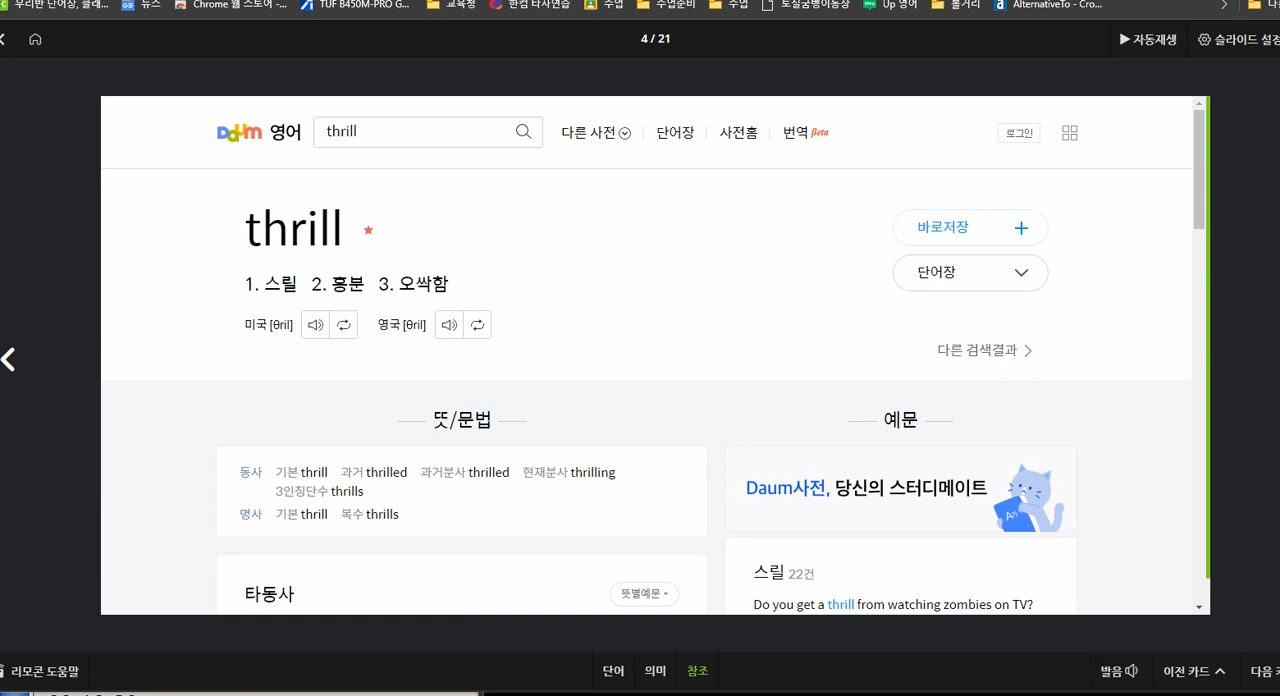 우리반 단어장, 클래... 뉴스 Chrome 웹 스토어 -... TUF B450M-PRO G... 교육청 한컴 타자연습 수업 수업준비 수업 토실궁뎅이동장 Up 영어 볼거리 AlternativeTo - Cro...
4 / 21
자동재생
슬라이드 설정
Daum 영어
thrill
다른 사전
단어장
사전홈
번역 Beta
로그인
thrill
바로저장
1. 스릴 2. 흥분 3. 오싹함
단어장
미국 [θril] 영국 [θril]
다른 검색결과
뜻/문법
동사 기본 thrill 과거 thrilled 과거분사 thrilled 현재분사 thrilling
3인칭단수 thrills
명사 기본 thrill 복수 thrills
타동사
뜻별예문
예문
Daum사전, 당신의 스터디메이트
스릴 22건
Do you get a thrill from watching zombies on TV?
리모콘 도움말
단어 의미 참조
발음
이전 카드
다음